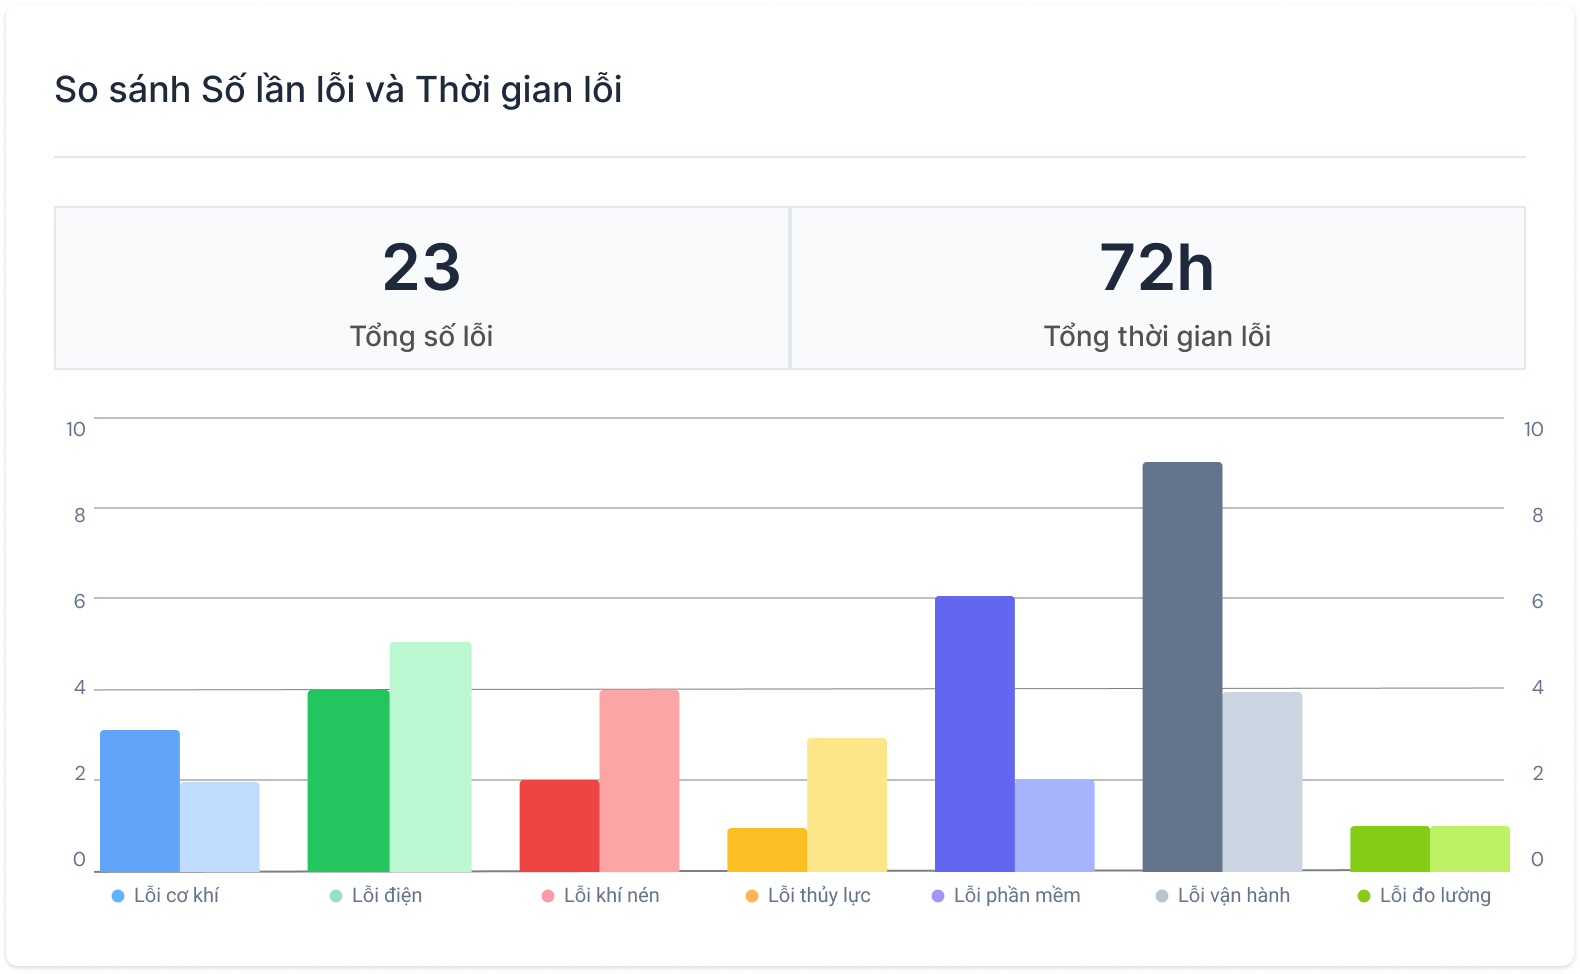 So sánh Số lần lỗi và Thời gian lỗi
23
Tổng số lỗi
72h
Tổng thời gian lỗi
10 10
8 8
6 6
4 4
2 2
0 0
Lỗi cơ khí Lỗi điện Lỗi khí nén Lỗi thủy lực Lỗi phần mềm Lỗi vận hành Lỗi đo lường